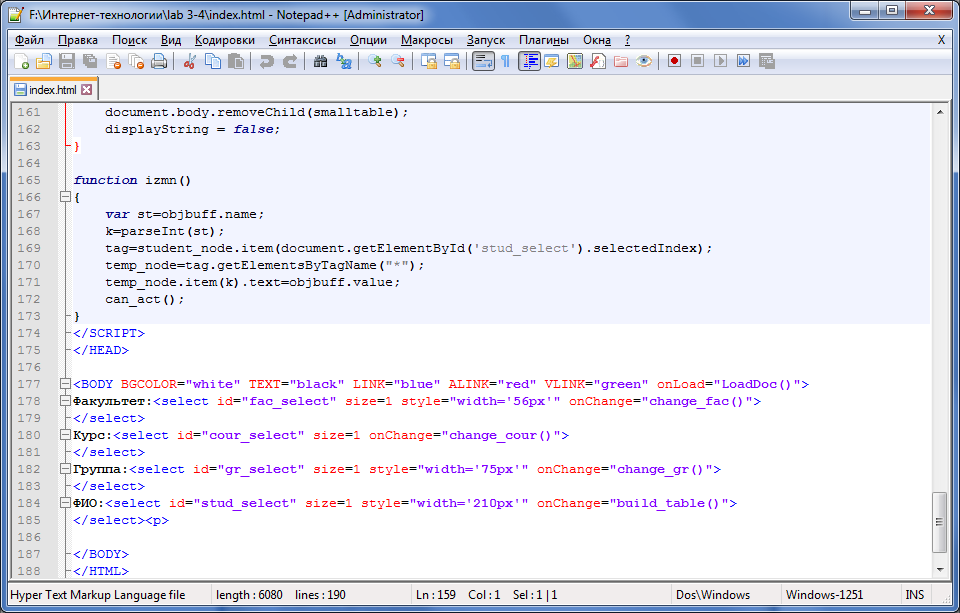 F:\Интернет-технологии\lab 3-4\index.html - Notepad++ [Administrator]
Файл Правка Поиск Вид Кодировки Синтаксисы Опции Макросы Запуск Плагины Окна ? X
index.html
161 document.body.removeChild(smalltable);
162 displayString = false;
163 }
164
165 function izmn()
166 {
167 var st=objbuff.name;
168 k=parseInt(st);
169 tag=student_node.item(document.getElementById('stud_select').selectedIndex);
170 temp_node=tag.getElementsByTagName("*");
171 temp_node.item(k).text=objbuff.value;
172 can_act();
173 }
174 </SCRIPT>
175 </HEAD>
176
177 <BODY BGCOLOR="white" TEXT="black" LINK="blue" ALINK="red" VLINK="green" onLoad="LoadDoc()">
178 Факультет:<select id="fac_select" size=1 style="width='56px'" onChange="change_fac()">
179 </select>
180 Курс:<select id="cour_select" size=1 onChange="change_cour()">
181 </select>
182 Группа:<select id="gr_select" size=1 style="width='75px'" onChange="change_gr()">
183 </select>
184 ФИО:<select id="stud_select" size=1 style="width='210px'" onChange="build_table()">
185 </select><p>
186
187 </BODY>
188 </HTML>
Hyper Text Markup Language file length : 6080 lines : 190 Ln : 159 Col : 1 Sel : 1 | 1 Dos\Windows Windows-1251 INS